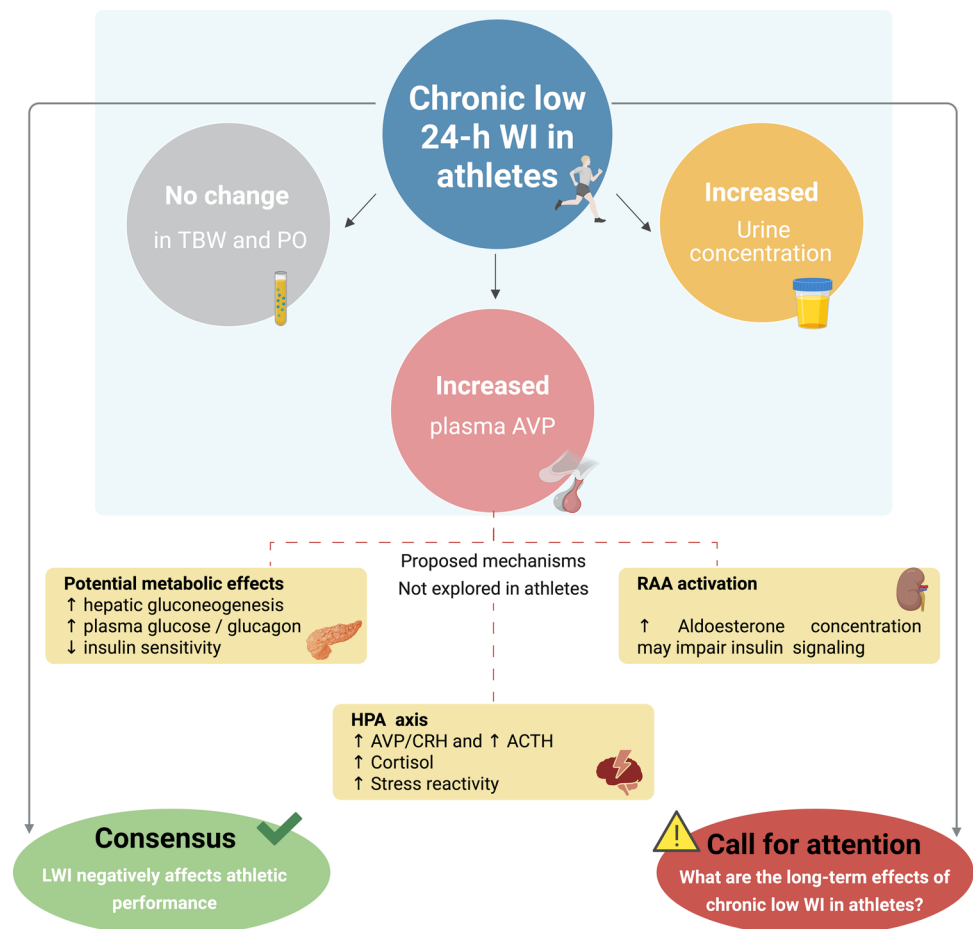 Chronic low
24-h WI in
athletes
No change
in TBW and PO
Increased
Urine
concentration
Increased
plasma AVP
Proposed mechanisms
Not explored in athletes
Potential metabolic effects
↑ hepatic gluconeogenesis
↑ plasma glucose / glucagon
↓ insulin sensitivity
RAA activation
↑ Aldoesterone concentration
may impair insulin signaling
HPA axis
↑ AVP/CRH and ↑ ACTH
↑ Cortisol
↑ Stress reactivity
Consensus
LWI negatively affects athletic
performance
Call for attention
What are the long-term effects of
chronic low WI in athletes?